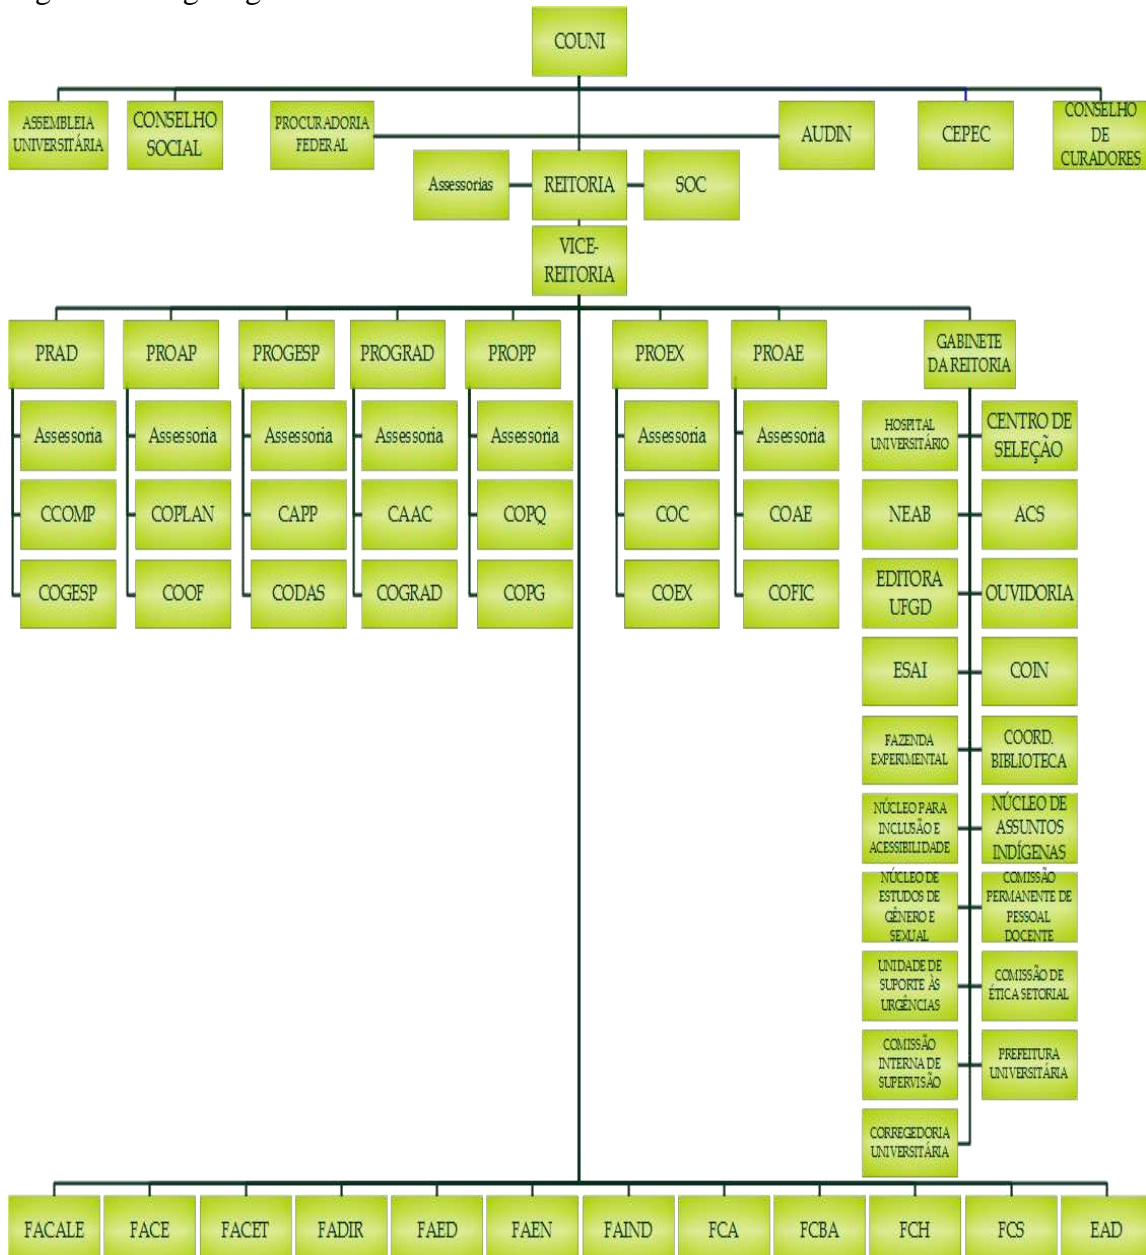 COUNI
ASSEMBLEIA
UNIVERSITÁRIA
CONSELHO
SOCIAL
PROCURADORIA
FEDERAL
AUDIN
CEPEC
CONSELHO
DE
CURADORES
Assessorias
REITORIA
SOC
VICE-
REITORIA
PRAD
PROAP
PROGESP
PROGRAD
PROPP
PROEX
PROAE
GABINETE
DA REITORIA
Assessoria
Assessoria
Assessoria
Assessoria
Assessoria
Assessoria
Assessoria
HOSPITAL
UNIVERSITÁRIO
CENTRO DE
SELEÇÃO
CCOMP
COPLAN
CAPP
CAAC
COPQ
COC
COAE
NEAB
ACS
COGESP
COOF
CODAS
COGRAD
COPG
COEX
COFIC
EDITORA
UFGD
OUVIDORIA
ESAI
COIN
FAZENDA
EXPERIMENTAL
COORD.
BIBLIOTECA
NÚCLEO PARA
INCLUSÃO E
ACESSIBILIDADE
NÚCLEO DE
ASSUNTOS
INDÍGENAS
NÚCLEO DE
ESTUDOS DE
GÊNERO E
SEXUAL
COMISSÃO
PERMANENTE DE
PESSOAL
DOCENTE
UNIDADE DE
SUPORTE ÀS
URGÊNCIAS
COMISSÃO DE
ÉTICA SETORIAL
COMISSÃO
INTERNA DE
SUPERVISÃO
PREFEITURA
UNIVERSITÁRIA
CORREGEDORIA
UNIVERSITÁRIA
FACALE
FACE
FACET
FADIR
FAED
FAEN
FAIND
FCA
FCBA
FCH
FCS
EAD